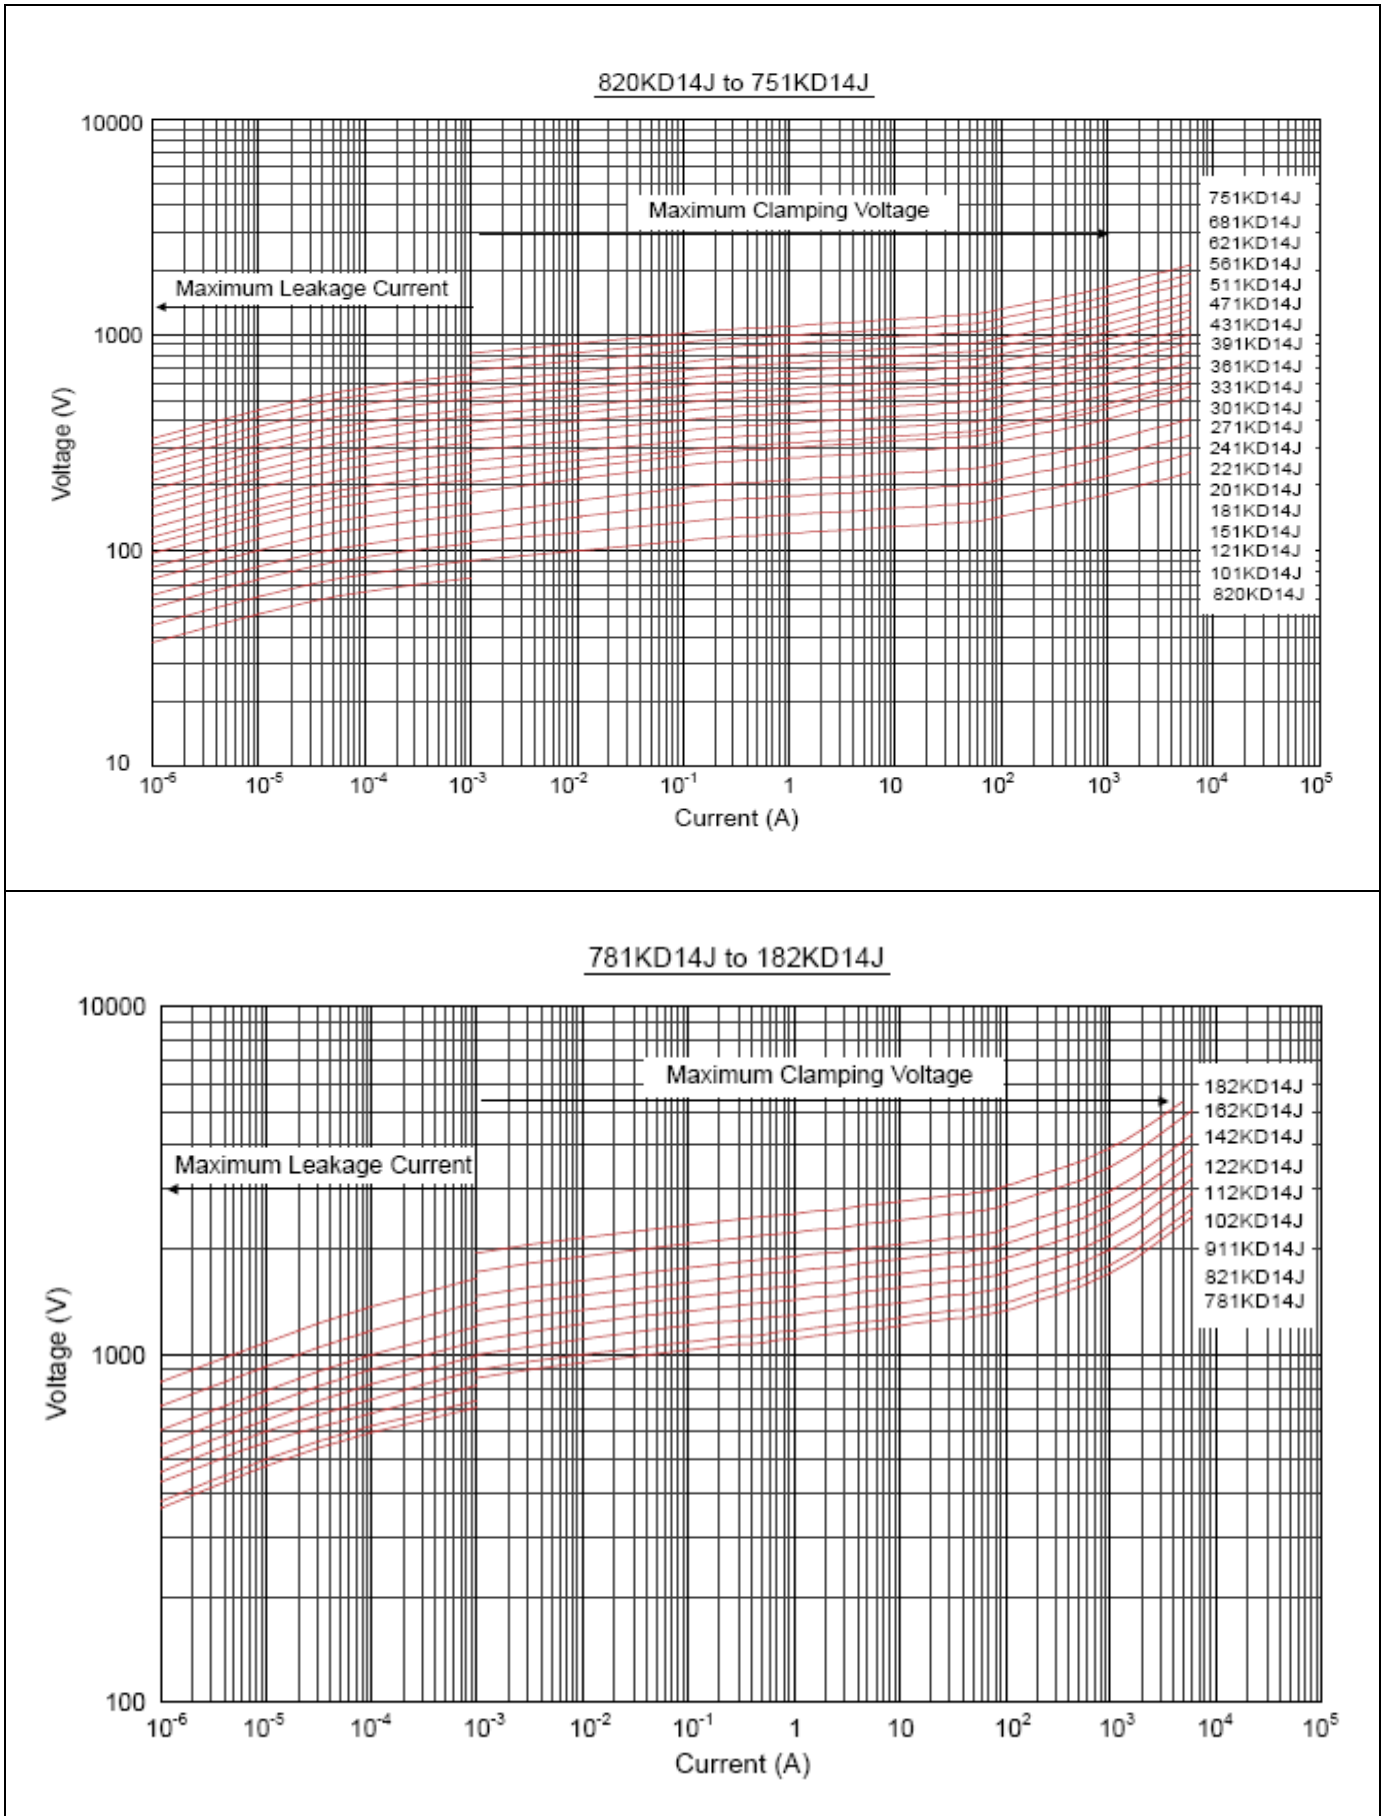 820KD14J to 751KD14J
10000
Maximum Clamping Voltage
Maximum Leakage Current
1000
100
10
Voltage (V)
751KD14J
681KD14J
621KD14J
561KD14J
511KD14J
471KD14J
431KD14J
391KD14J
361KD14J
331KD14J
301KD14J
271KD14J
241KD14J
221KD14J
201KD14J
181KD14J
151KD14J
121KD14J
101KD14J
820KD14J
10⁻⁶ 10⁻⁵ 10⁻⁴ 10⁻³ 10⁻² 10⁻¹ 1 10 10² 10³ 10⁴ 10⁵
Current (A)
781KD14J to 182KD14J
10000
Maximum Clamping Voltage
Maximum Leakage Current
1000
100
Voltage (V)
182KD14J
162KD14J
142KD14J
122KD14J
112KD14J
102KD14J
911KD14J
821KD14J
781KD14J
10⁻⁶ 10⁻⁵ 10⁻⁴ 10⁻³ 10⁻² 10⁻¹ 1 10 10² 10³ 10⁴ 10⁵
Current (A)